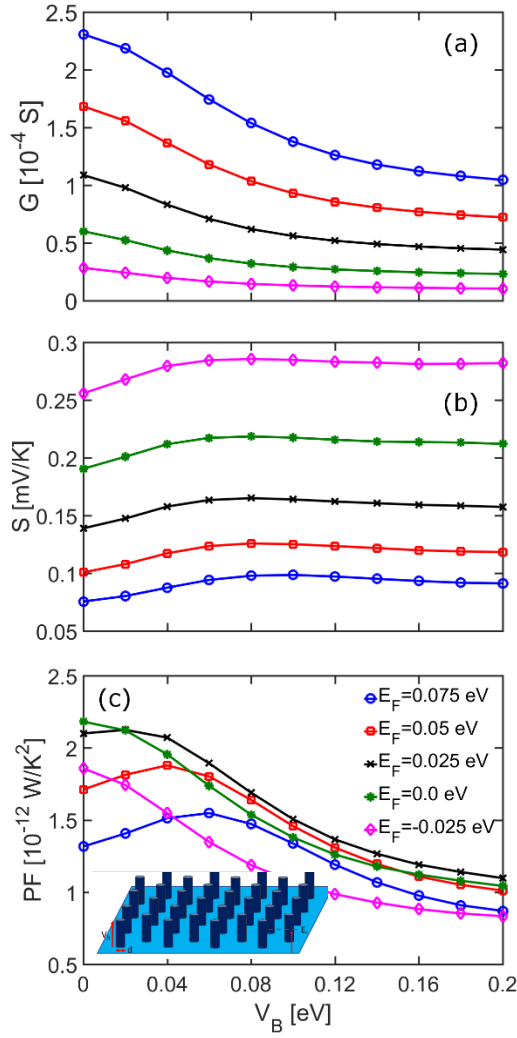 2.5
(a)
2
1.5
G [10⁻⁴ S]
1
0.5
0
0.3
(b)
0.25
0.2
S [mV/K]
0.15
0.1
0.05
2.5
(c)
E_F=0.075 eV
E_F=0.05 eV
2
E_F=0.025 eV
E_F=0.0 eV
E_F=-0.025 eV
PF [10⁻¹² W/K²]
1.5
1
d
0.5
0 0.04 0.08 0.12 0.16 0.2
V_B [eV]